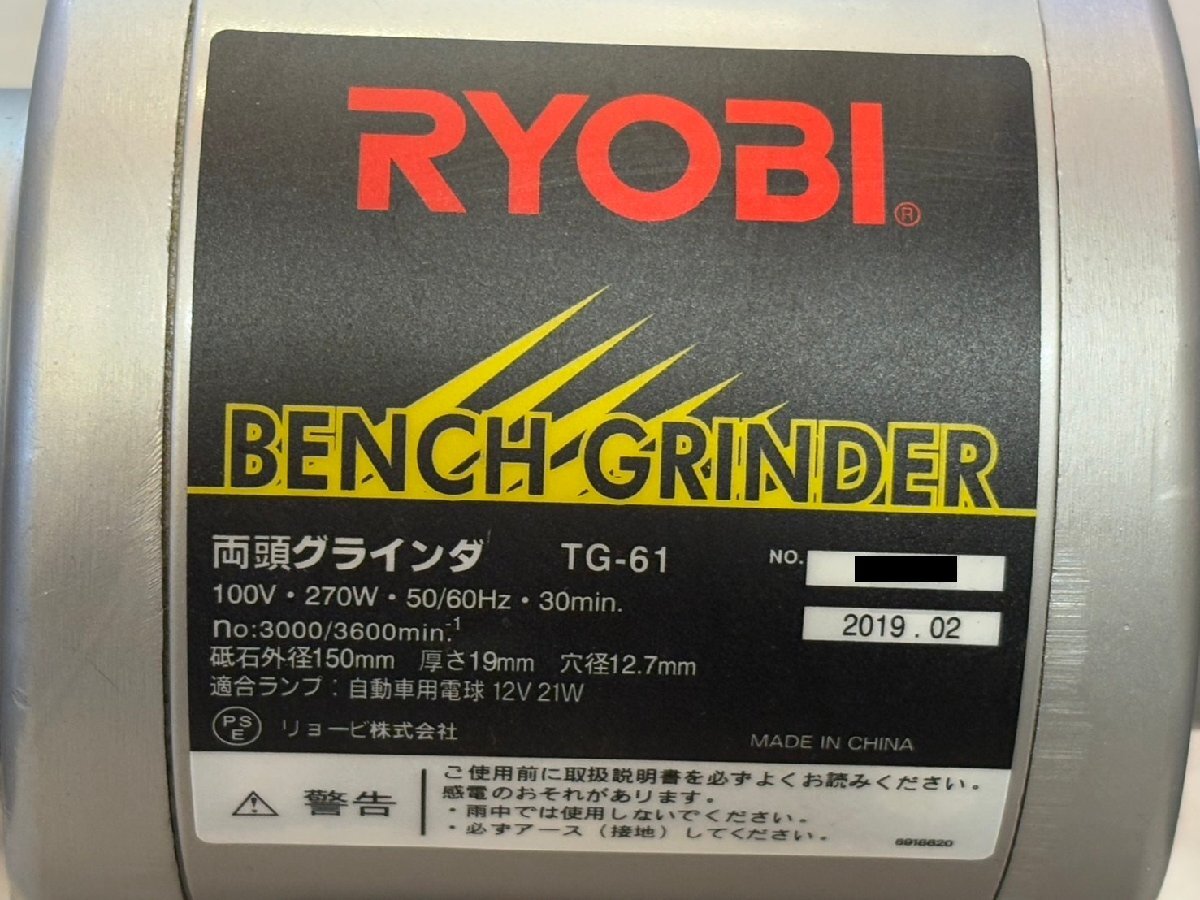 RYOBI®
BENCH GRINDER
両頭グラインダ TG-61 NO.
100V・270W・50/60Hz・30min.
2019.02
no:3000/3600min.⁻¹
砥石外径150mm 厚さ19mm 穴径12.7mm
適合ランプ:自動車用電球 12V 21W
PSE リョービ株式会社
MADE IN CHINA
警告
ご使用前に取扱説明書を必ずよくお読みください。
感電のおそれがあります。
・雨中では使用しないでください。
・必ずアース(接地)してください。
6916620